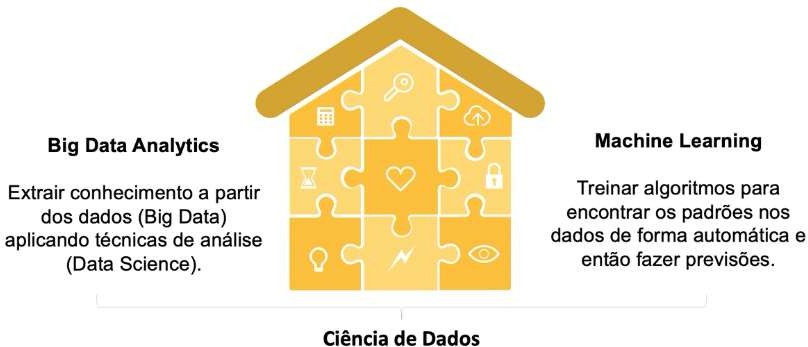 Big Data Analytics
Extrair conhecimento a partir
dos dados (Big Data)
aplicando técnicas de análise
(Data Science).
Machine Learning
Treinar algoritmos para
encontrar os padrões nos
dados de forma automática e
então fazer previsões.
Ciência de Dados